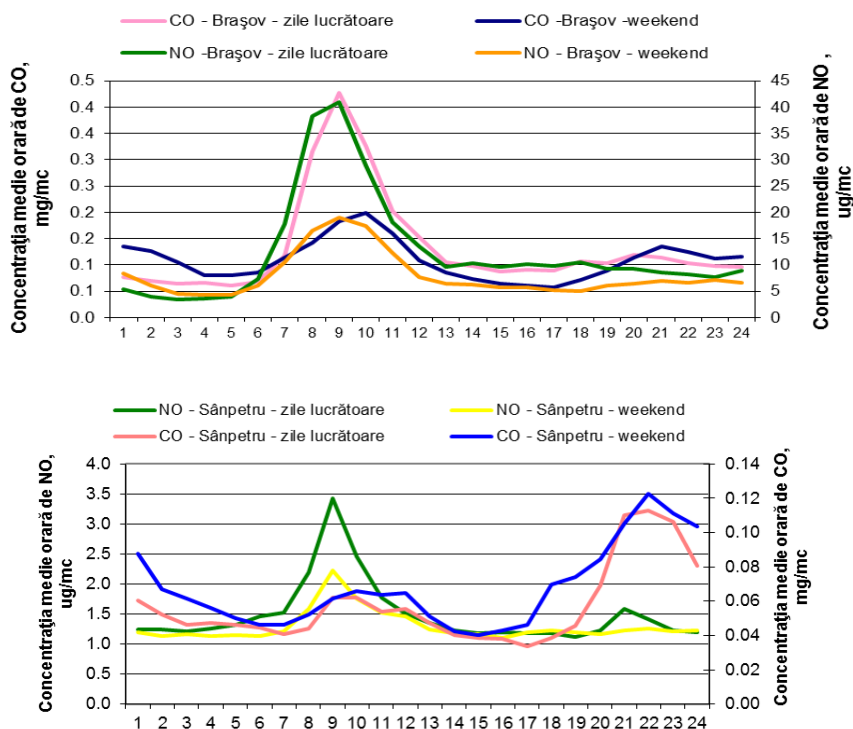 CO - Braşov - zile lucrătoare
CO -Braşov -weekend
NO -Braşov - zile lucrătoare
NO - Braşov - weekend
Concentraţia medie orară de CO,
mg/mc
0.5
0.4
0.4
0.3
0.3
0.2
0.2
0.1
0.1
0.0
45
40
35
30
25
20
15
10
5
0
Concentraţia medie orară de NO ,
ug/mc
1 2 3 4 5 6 7 8 9 10 11 12 13 14 15 16 17 18 19 20 21 22 23 24
NO - Sânpetru - zile lucrătoare
NO - Sânpetru - weekend
CO - Sânpetru - zile lucrătoare
CO - Sânpetru - weekend
Concentraţia medie orară de NO,
ug/mc
4.0
3.5
3.0
2.5
2.0
1.5
1.0
0.5
0.0
0.14
0.12
0.10
0.08
0.06
0.04
0.02
0.00
Concentraţia medie orară de CO,
mg/mc
1 2 3 4 5 6 7 8 9 10 11 12 13 14 15 16 17 18 19 20 21 22 23 24